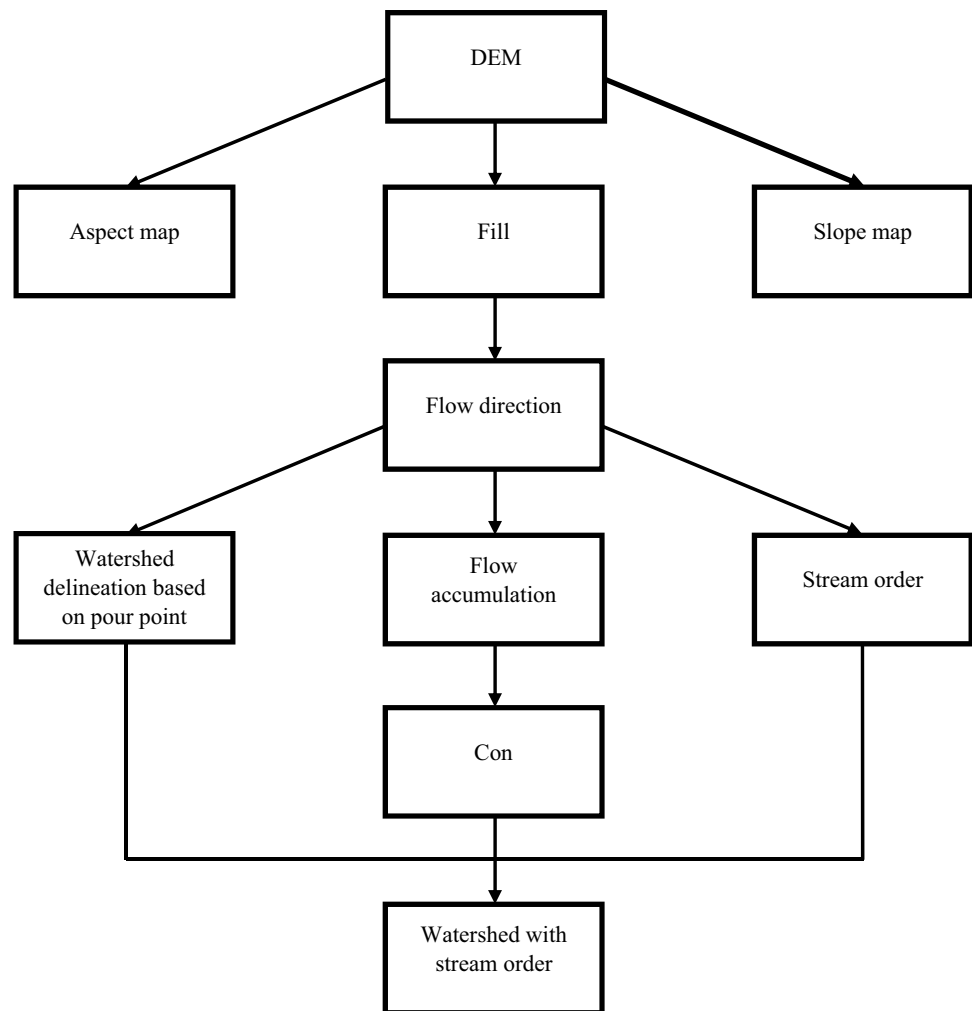 DEM
Aspect map
Fill
Slope map
Flow direction
Watershed
delineation based
on pour point
Flow
accumulation
Stream order
Con
Watershed with
stream order